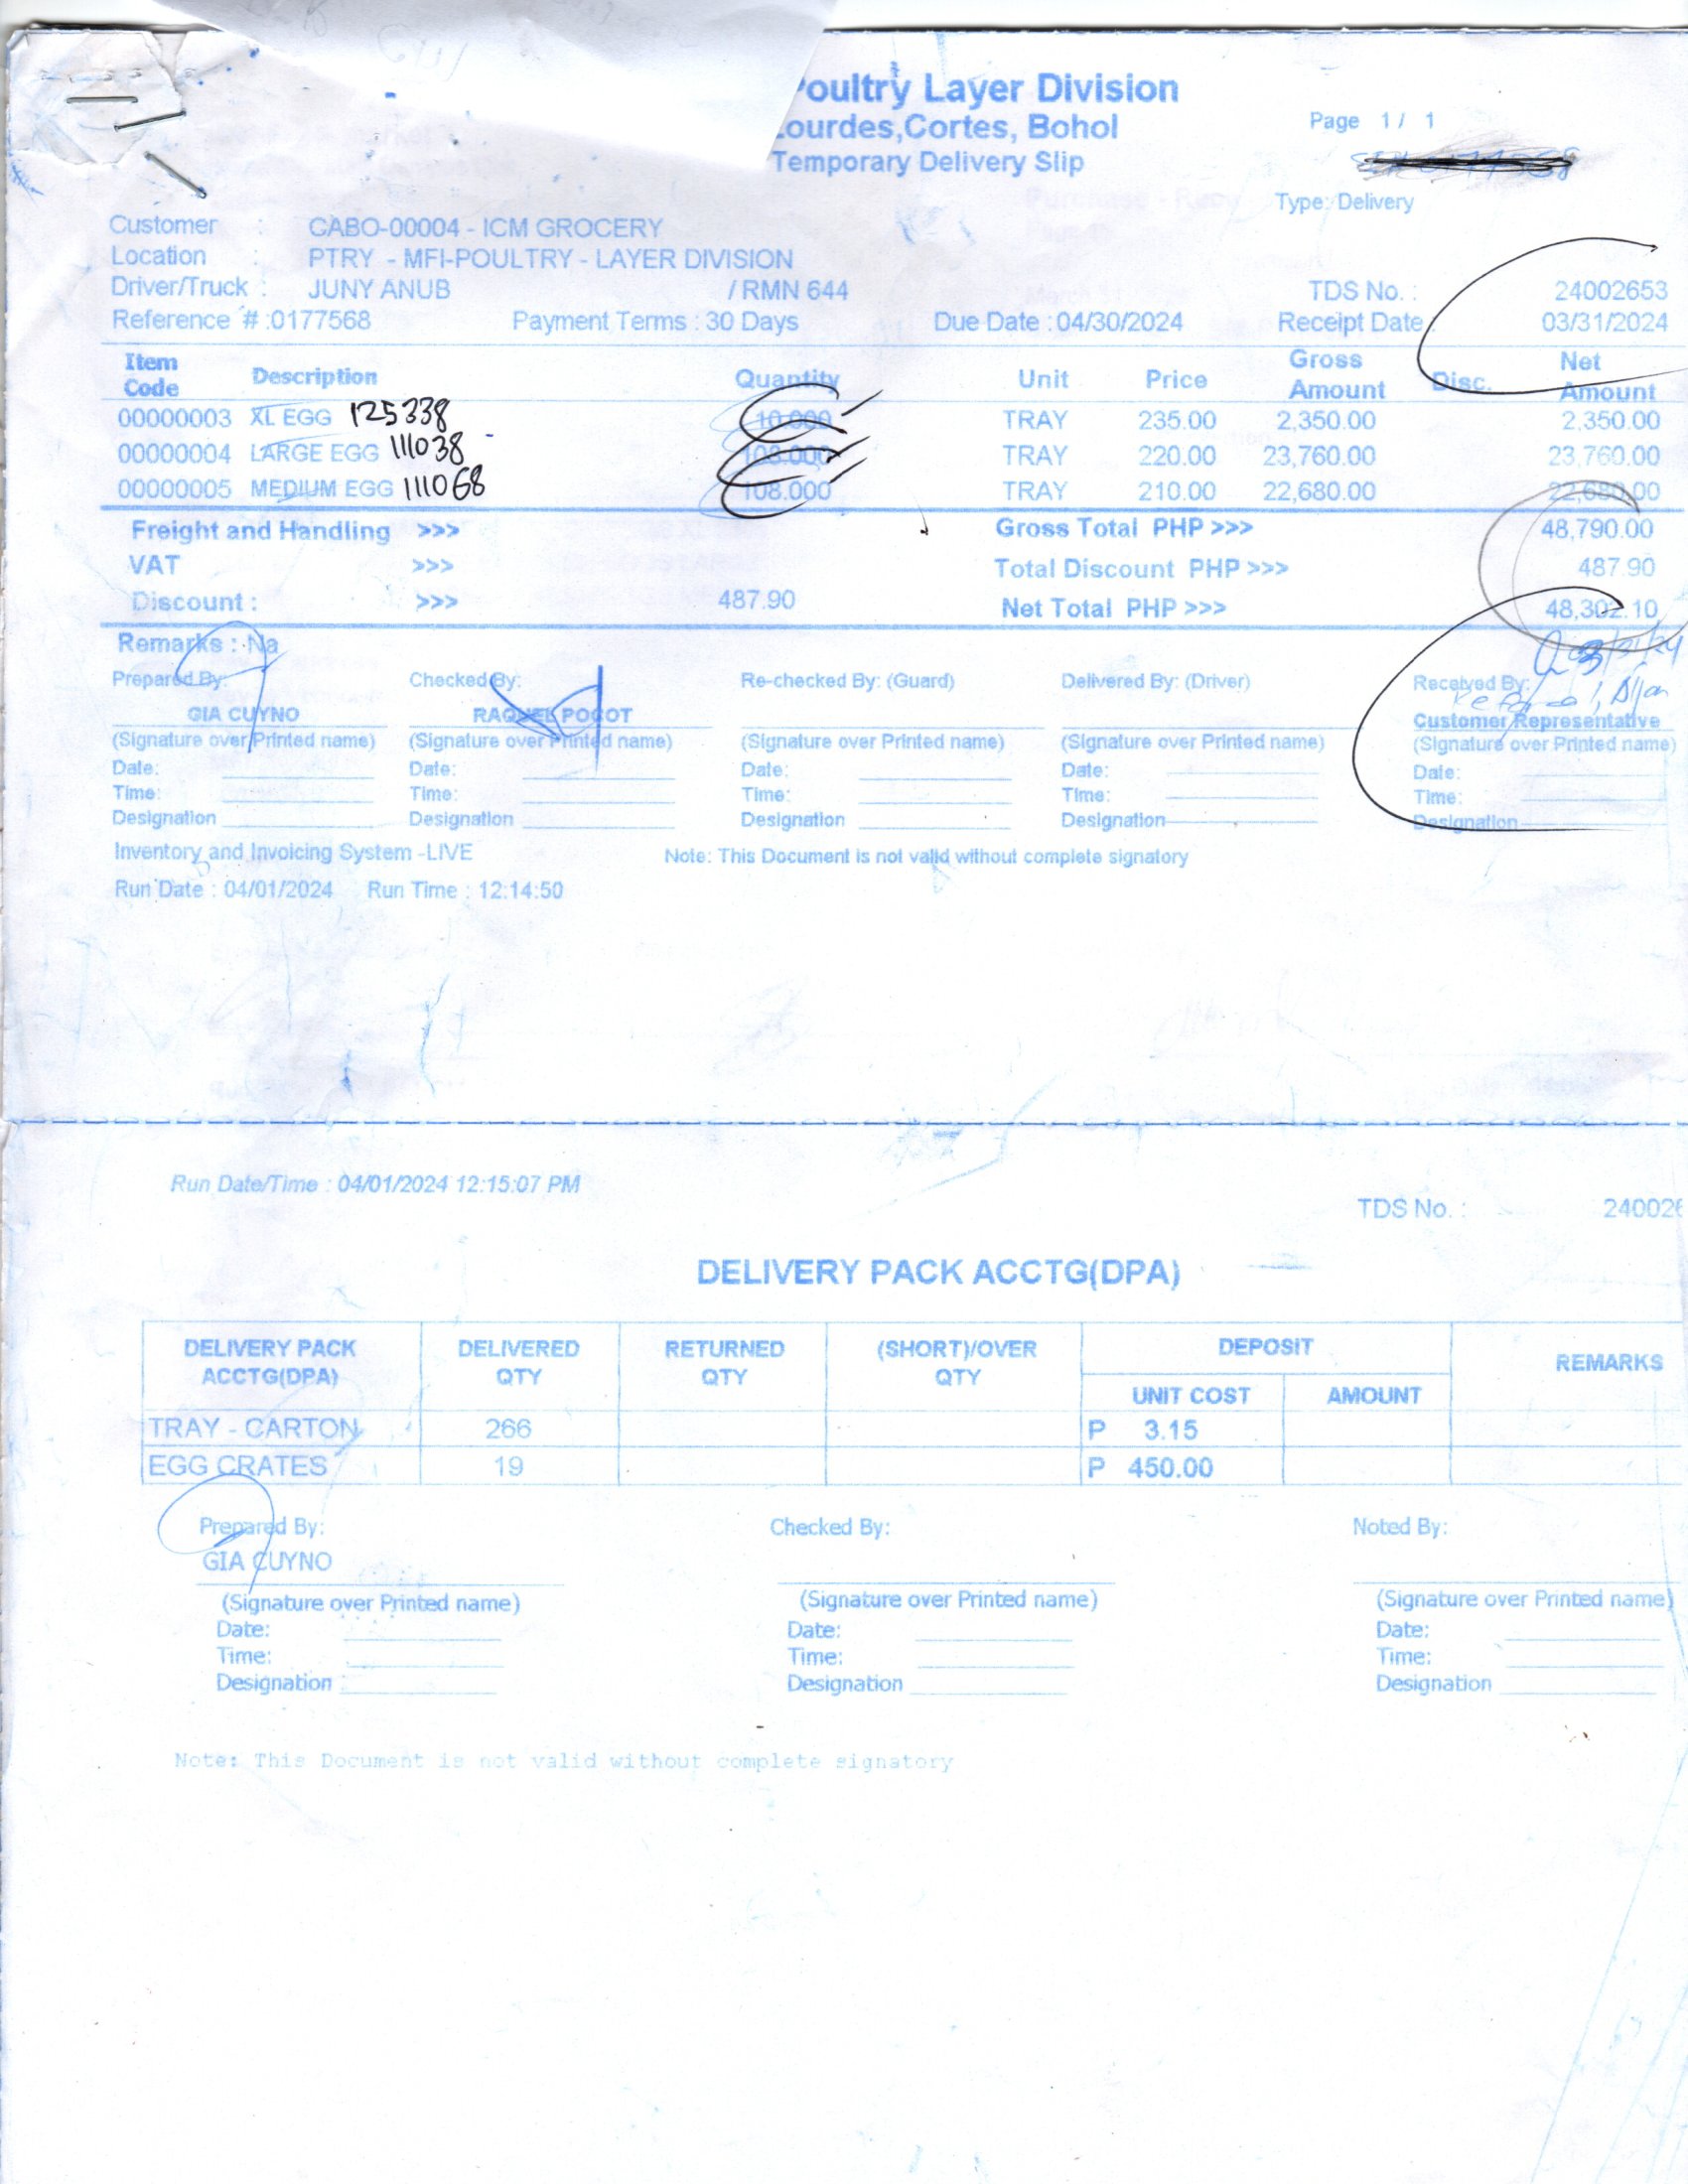 Poultry Layer Division
Lourdes,Cortes, Bohol
Temporary Delivery Slip
Page 1 / 1
Type: Delivery
Customer : CABO-00004 - ICM GROCERY
Location : PTRY - MFI-POULTRY - LAYER DIVISION
Driver/Truck : JUNY ANUB / RMN 644 TDS No. : 24002653
Reference # :0177568 Payment Terms : 30 Days Due Date : 04/30/2024 Receipt Date : 03/31/2024
Item Code Description Quantity Unit Price Gross Amount Disc. Net Amount
00000003 XL EGG 125338 10.000 TRAY 235.00 2,350.00 2,350.00
00000004 LARGE EGG 111038 108.000 TRAY 220.00 23,760.00 23,760.00
00000005 MEDIUM EGG 111068 108.000 TRAY 210.00 22,680.00 22,680.00
Freight and Handling >>> Gross Total PHP >>> 48,790.00
VAT >>> Total Discount PHP >>> 487.90
Discount : >>> 487.90 Net Total PHP >>> 48,302.10
Remarks : Na
Prepared By: Checked By: Re-checked By: (Guard) Delivered By: (Driver) Received By:
GIA CUYNO RAQUEL POCOT Customer Representative
(Signature over Printed name) (Signature over Printed name) (Signature over Printed name) (Signature over Printed name) (Signature over Printed name)
Date: Date: Date: Date: Date:
Time: Time: Time: Time: Time:
Designation Designation Designation Designation Designation
Inventory and Invoicing System -LIVE Note: This Document is not valid without complete signatory
Run Date : 04/01/2024 Run Time : 12:14:50
Run Date/Time : 04/01/2024 12:15:07 PM
TDS No. : 240026
DELIVERY PACK ACCTG(DPA)
DELIVERY PACK ACCTG(DPA) DELIVERED QTY RETURNED QTY (SHORT)/OVER QTY DEPOSIT REMARKS
UNIT COST AMOUNT
TRAY - CARTON 266 P 3.15
EGG CRATES 19 P 450.00
Prepared By: Checked By: Noted By:
GIA CUYNO
(Signature over Printed name) (Signature over Printed name) (Signature over Printed name)
Date: Date: Date:
Time: Time: Time:
Designation Designation Designation
Note: This Document is not valid without complete signatory